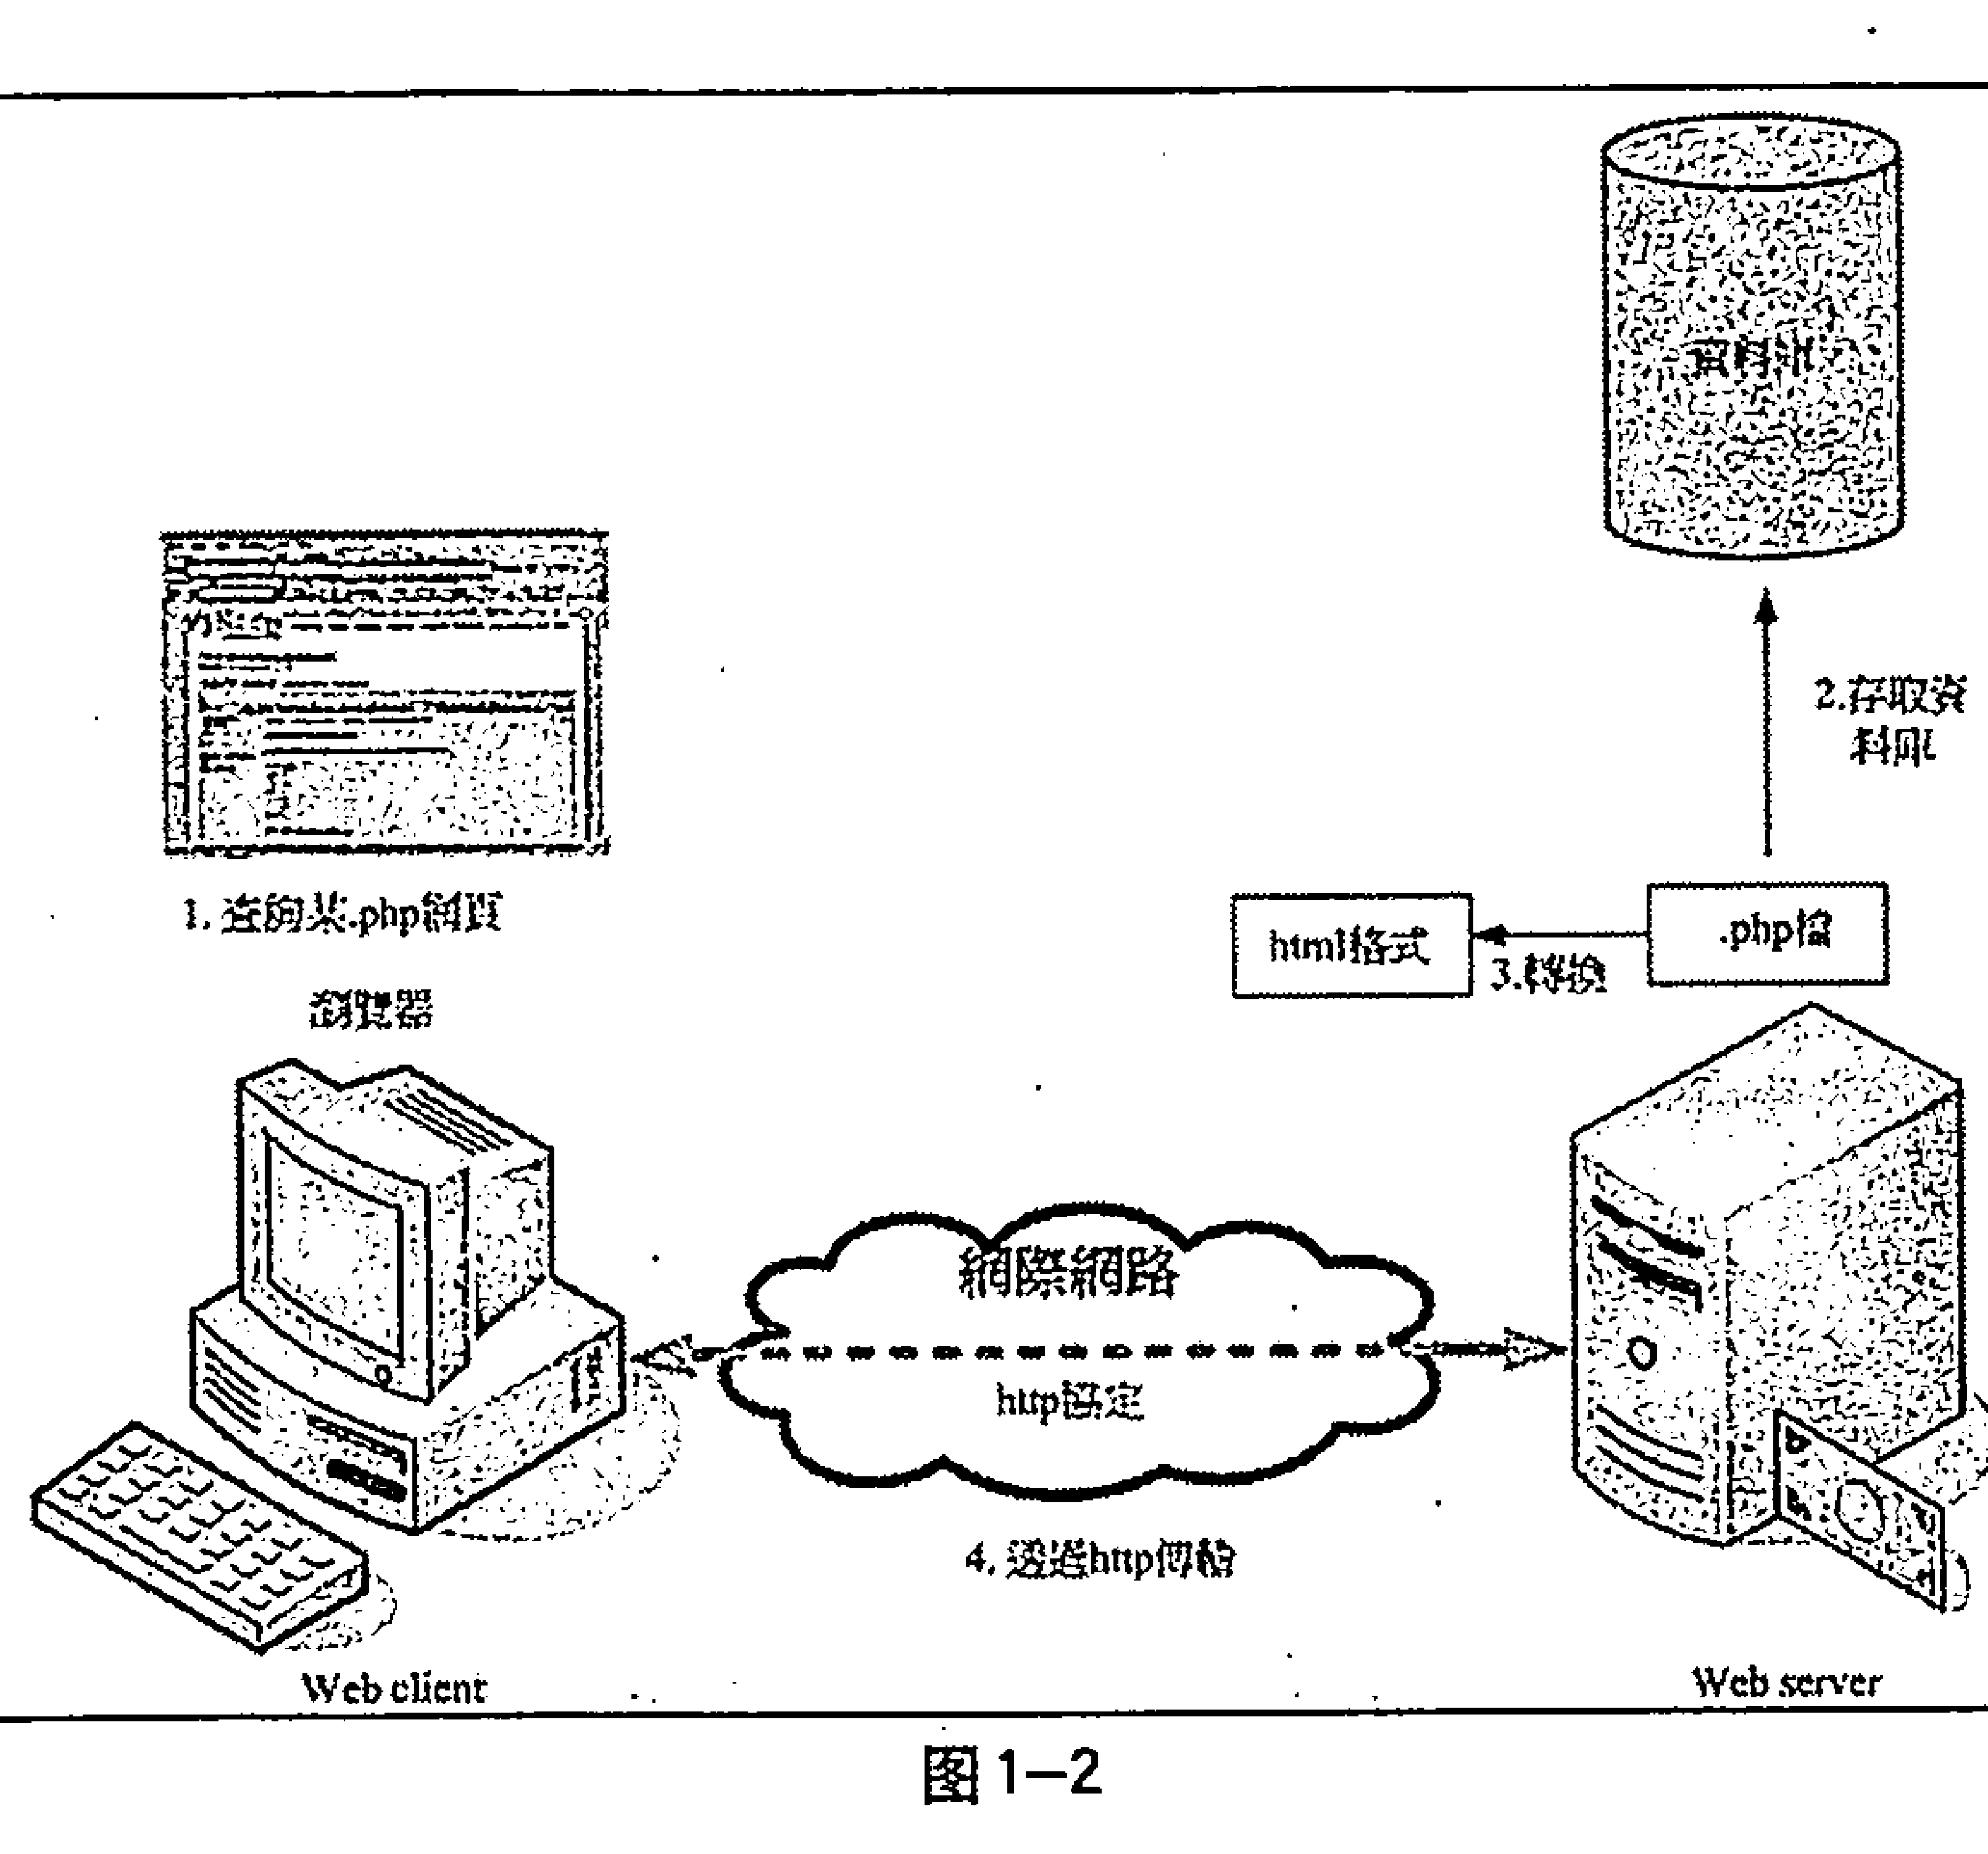 資料庫
2.存取資
料庫
1. 查詢某.php網頁
html格式
.php檔
3.轉換
瀏覽器
網際網路
http協定
4. 透過http傳輸
Web client
Web server
图 1-2